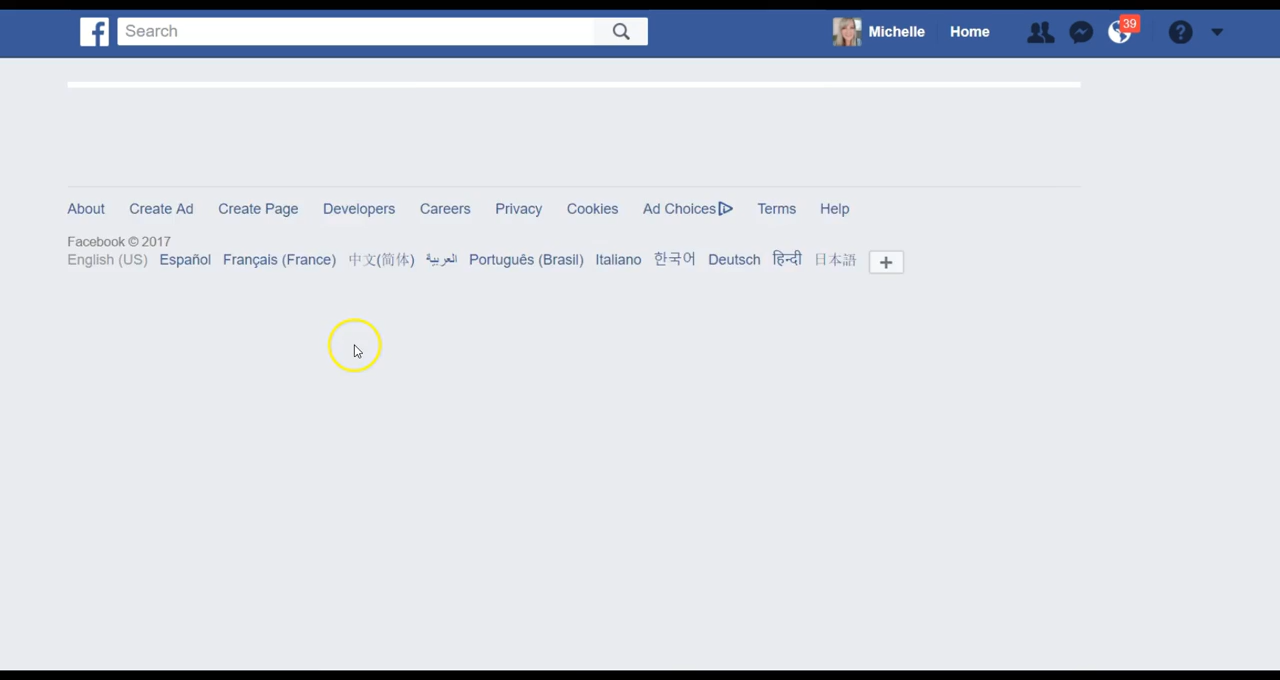 Search Michelle Home 39
About Create Ad Create Page Developers Careers Privacy Cookies Ad Choices Terms Help
Facebook © 2017
English (US) Español Français (France) 中文(简体) العربية Português (Brasil) Italiano 한국어 Deutsch हिन्दी 日本語